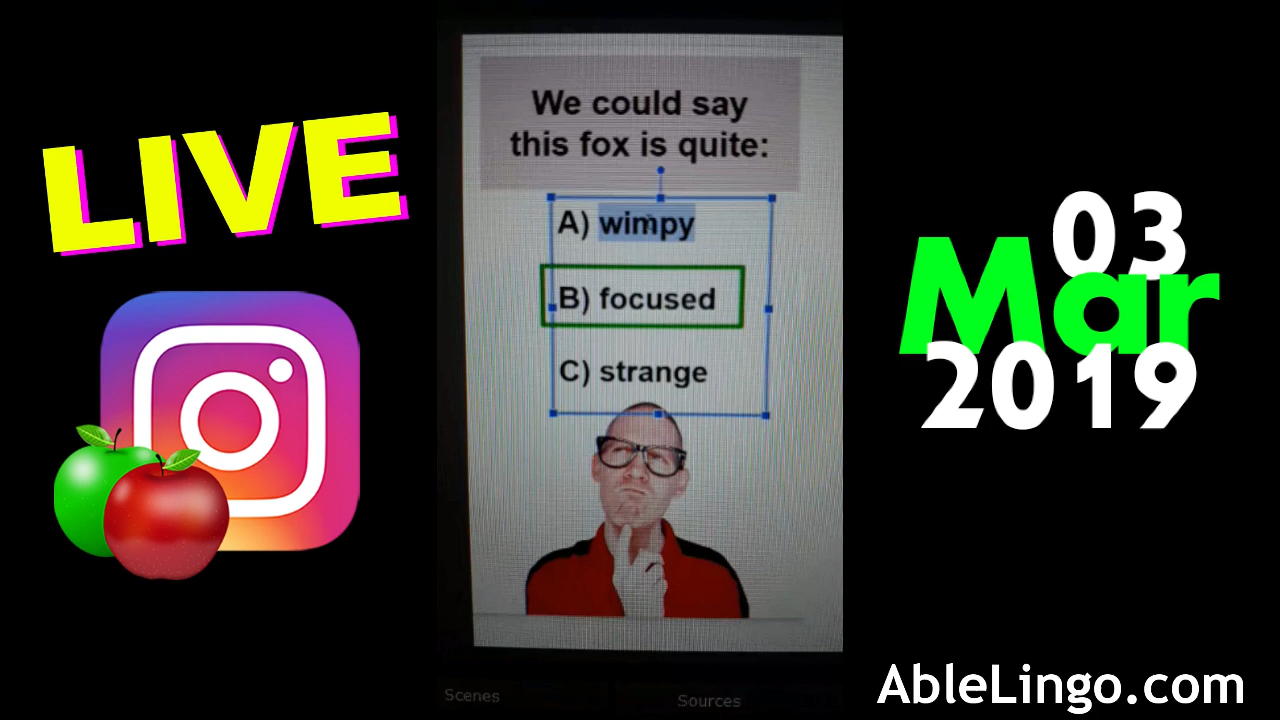 LIVE
We could say
this fox is quite:
A) wimpy
B) focused
C) strange
Scenes
Sources
03
Mar
2019
AbleLingo.com